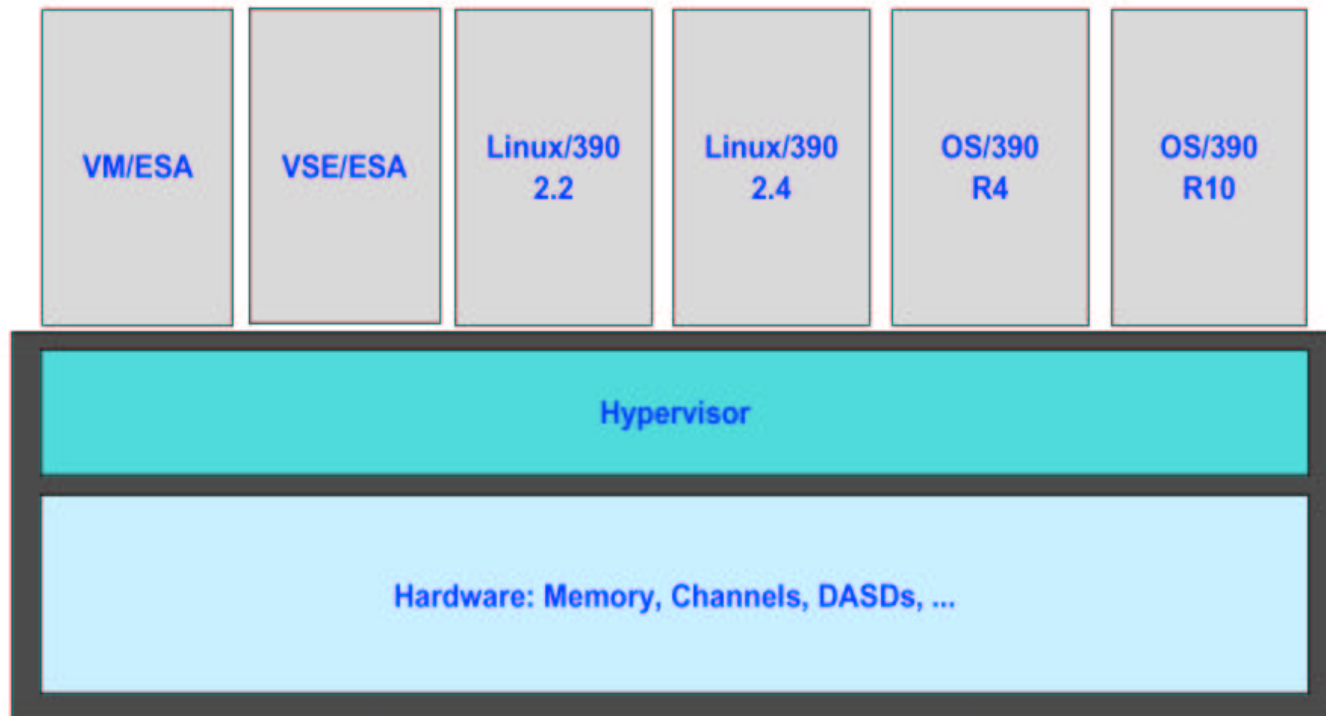 VM/ESA
VSE/ESA
Linux/390
2.2
Linux/390
2.4
OS/390
R4
OS/390
R10
Hypervisor
Hardware: Memory, Channels, DASDs, ...